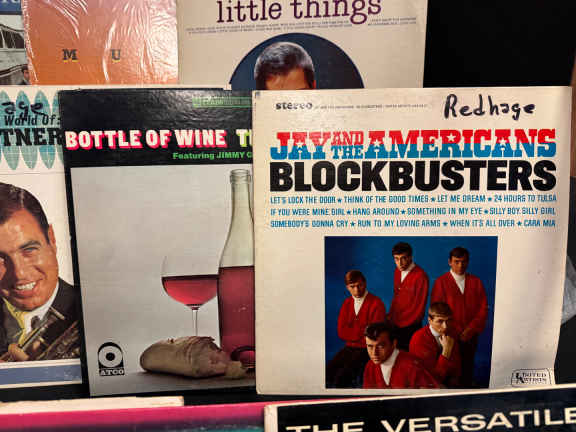 little things
M U
age
World Of:
TNER
BOTTLE OF WINE
Featuring JIMMY G
ATCO
stereo
Redhage
JAY AND THE AMERICANS
BLOCKBUSTERS
LET'S LOCK THE DOOR ★ THINK OF THE GOOD TIMES ★ LET ME DREAM ★ 24 HOURS TO TULSA
IF YOU WERE MINE, GIRL ★ HANG AROUND ★ SOMETHING IN MY EYE ★ SILLY BOY, SILLY GIRL
SOMEBODY'S GONNA CRY ★ RUN TO MY LOVING ARMS ★ WHEN IT'S ALL OVER ★ CARA MIA
UNITED
ARTISTS
THE VERSATILE